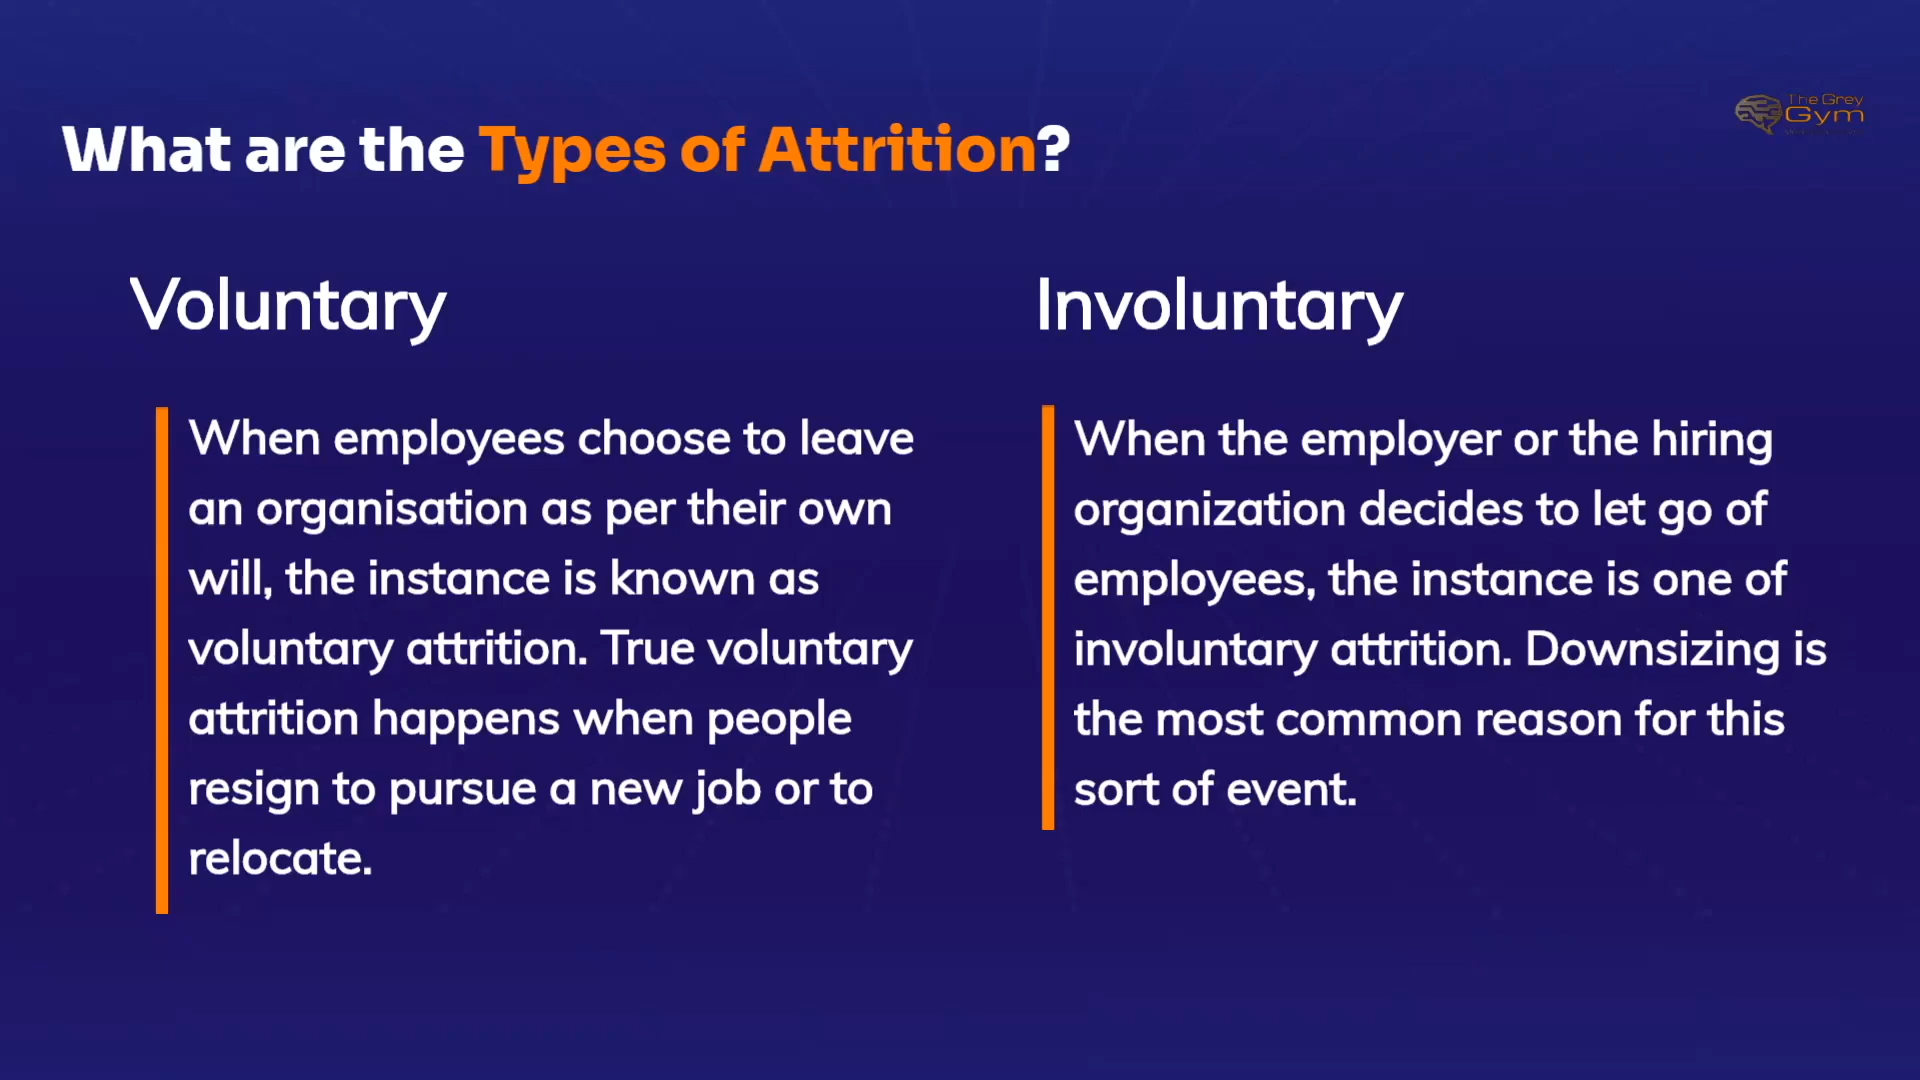 What are the Types of Attrition?
The Grey
Gym
Voluntary
When employees choose to leave
an organisation as per their own
will, the instance is known as
voluntary attrition. True voluntary
attrition happens when people
resign to pursue a new job or to
relocate.
Involuntary
When the employer or the hiring
organization decides to let go of
employees, the instance is one of
involuntary attrition. Downsizing is
the most common reason for this
sort of event.